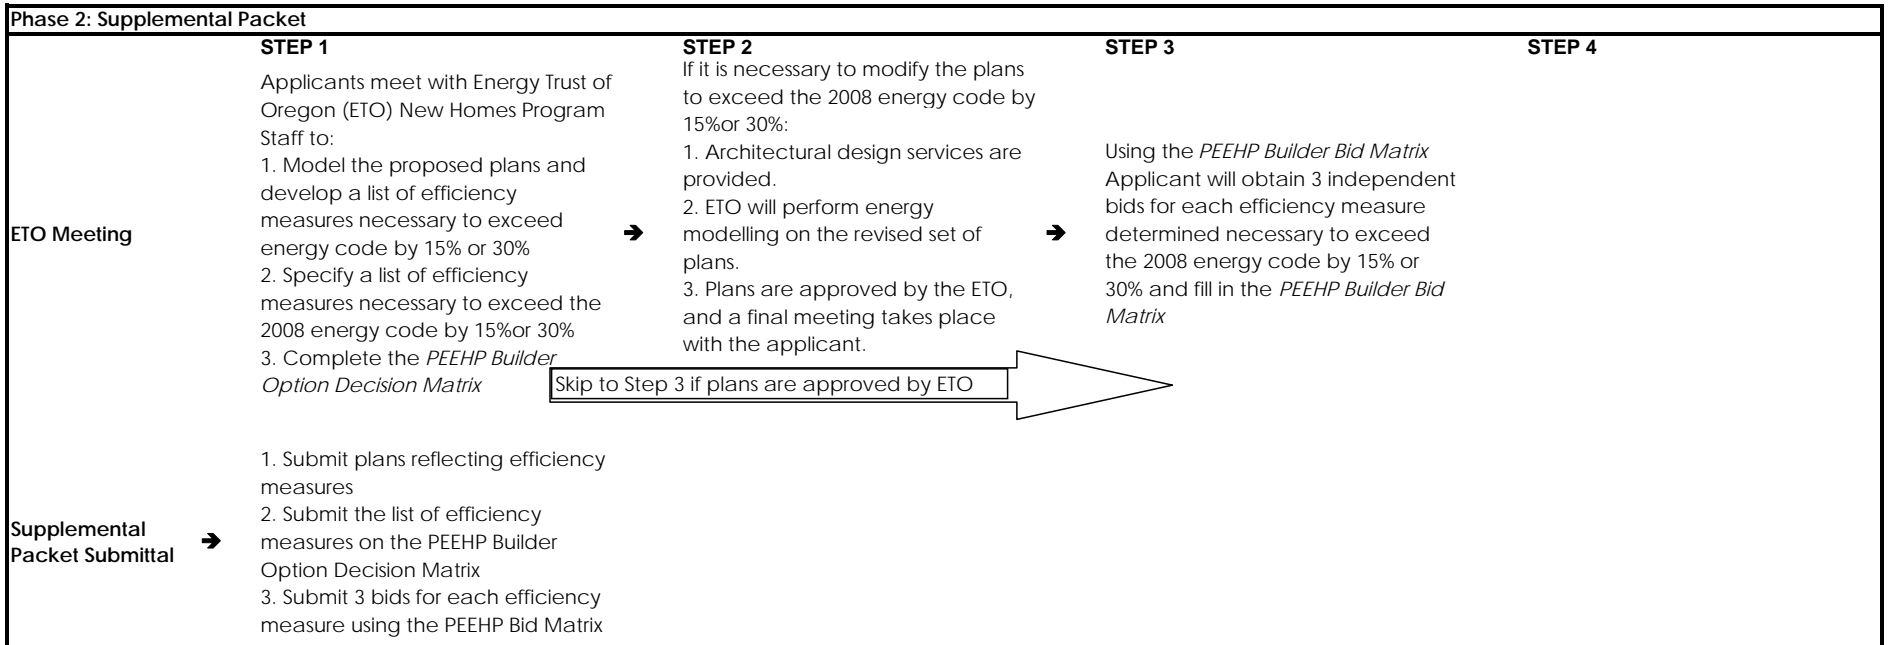 Phase 2: Supplemental Packet
STEP 1
STEP 2
STEP 3
STEP 4
ETO Meeting
Applicants meet with Energy Trust of
Oregon (ETO) New Homes Program
Staff to:
1. Model the proposed plans and
develop a list of efficiency
measures necessary to exceed
energy code by 15% or 30%
2. Specify a list of efficiency
measures necessary to exceed the
2008 energy code by 15%or 30%
3. Complete the PEEHP Builder
Option Decision Matrix
If it is necessary to modify the plans
to exceed the 2008 energy code by
15%or 30%:
1. Architectural design services are
provided.
2. ETO will perform energy
modelling on the revised set of
plans.
3. Plans are approved by the ETO,
and a final meeting takes place
with the applicant.
Using the PEEHP Builder Bid Matrix
Applicant will obtain 3 independent
bids for each efficiency measure
determined necessary to exceed
the 2008 energy code by 15% or
30% and fill in the PEEHP Builder Bid
Matrix
Skip to Step 3 if plans are approved by ETO
Supplemental
Packet Submittal
1. Submit plans reflecting efficiency
measures
2. Submit the list of efficiency
measures on the PEEHP Builder
Option Decision Matrix
3. Submit 3 bids for each efficiency
measure using the PEEHP Bid Matrix